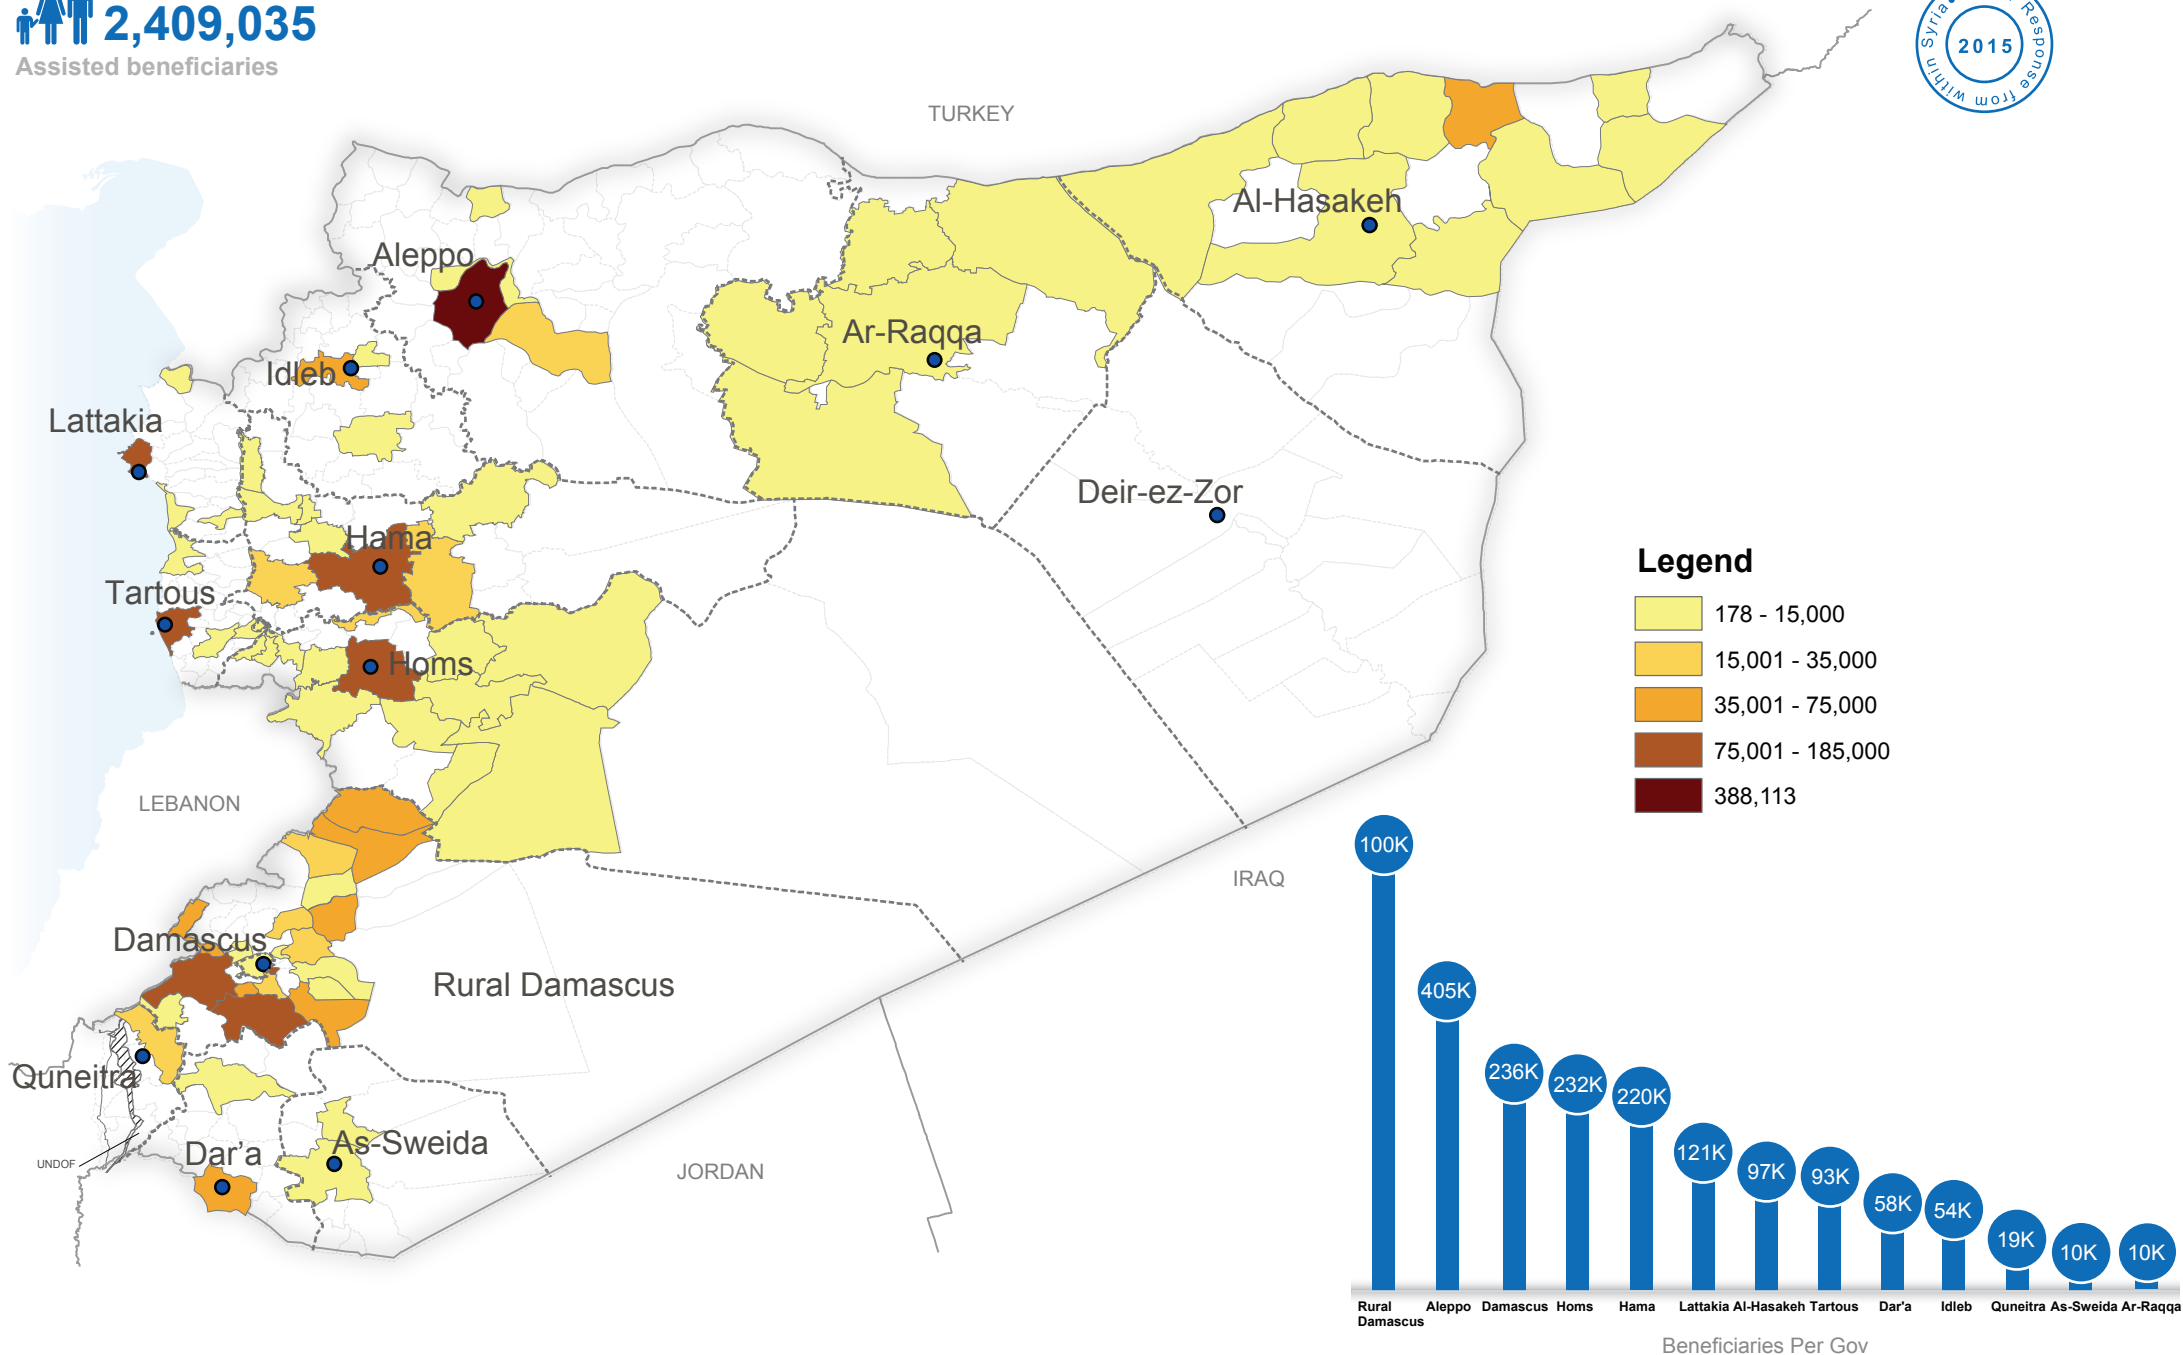 2,409,035
Assisted beneficiaries
Syria
Response
from within
2015
TURKEY
Al-Hasakeh
Aleppo
Ar-Raqqa
Idleb
Lattakia
Deir-ez-Zor
Hama
Tartous
Homs
LEBANON
IRAQ
Damascus
Rural Damascus
Quneitra
UNDOF
Dar'a
As-Sweida
JORDAN
Legend
178 - 15,000
15,001 - 35,000
35,001 - 75,000
75,001 - 185,000
388,113
100K
405K
236K
232K
220K
121K
97K
93K
58K
54K
19K
10K
10K
Rural Damascus
Aleppo
Damascus
Homs
Hama
Lattakia
Al-Hasakeh
Tartous
Dar'a
Idleb
Quneitra
As-Sweida
Ar-Raqqa
Beneficiaries Per Gov